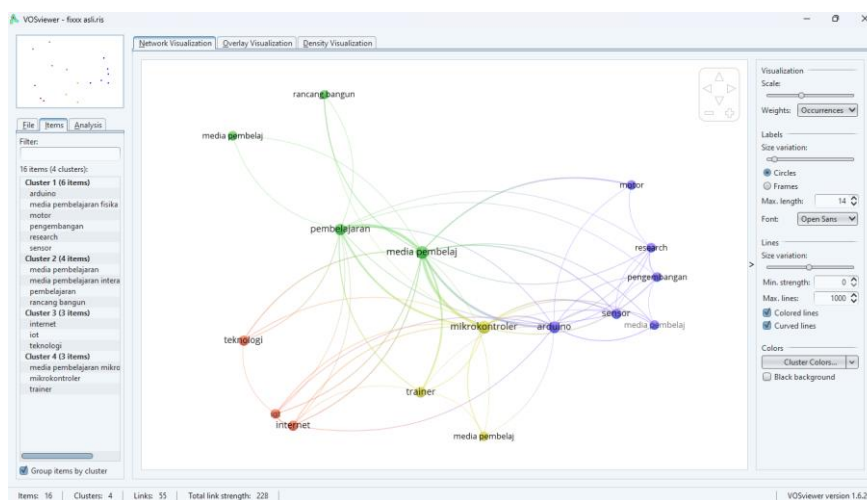 VOSviewer - fixxx asli.ris
File
Items
Analysis
Filter:
16 items (4 clusters):
Cluster 1 (6 items)
arduino
media pembelajaran fisika
motor
pengembangan
research
sensor
Cluster 2 (4 items)
media pembelajaran
media pembelajaran intera
pembelajaran
rancang bangun
Cluster 3 (3 items)
internet
iot
teknologi
Cluster 4 (3 items)
media pembelajaran mikro
mikrokontroler
trainer
Group items by cluster
Network Visualization
Overlay Visualization
Density Visualization
rancang bangun
media pembelaj
motor
pembelajaran
research
media pembelaj
pengembangan
sensor
mikrokontroler
arduino
media pembelaj
teknologi
trainer
iot
internet
media pembelaj
Visualization
Scale:
Weights: Occurrences
Labels
Size variation:
Circles
Frames
Max. length: 14
Font: Open Sans
Lines
Size variation:
Min. strength: 0
Max. lines: 1000
Colored lines
Curved lines
Colors
Cluster Colors...
Black background
Items: 16 | Clusters: 4 | Links: 55 | Total link strength: 228
VOSviewer version